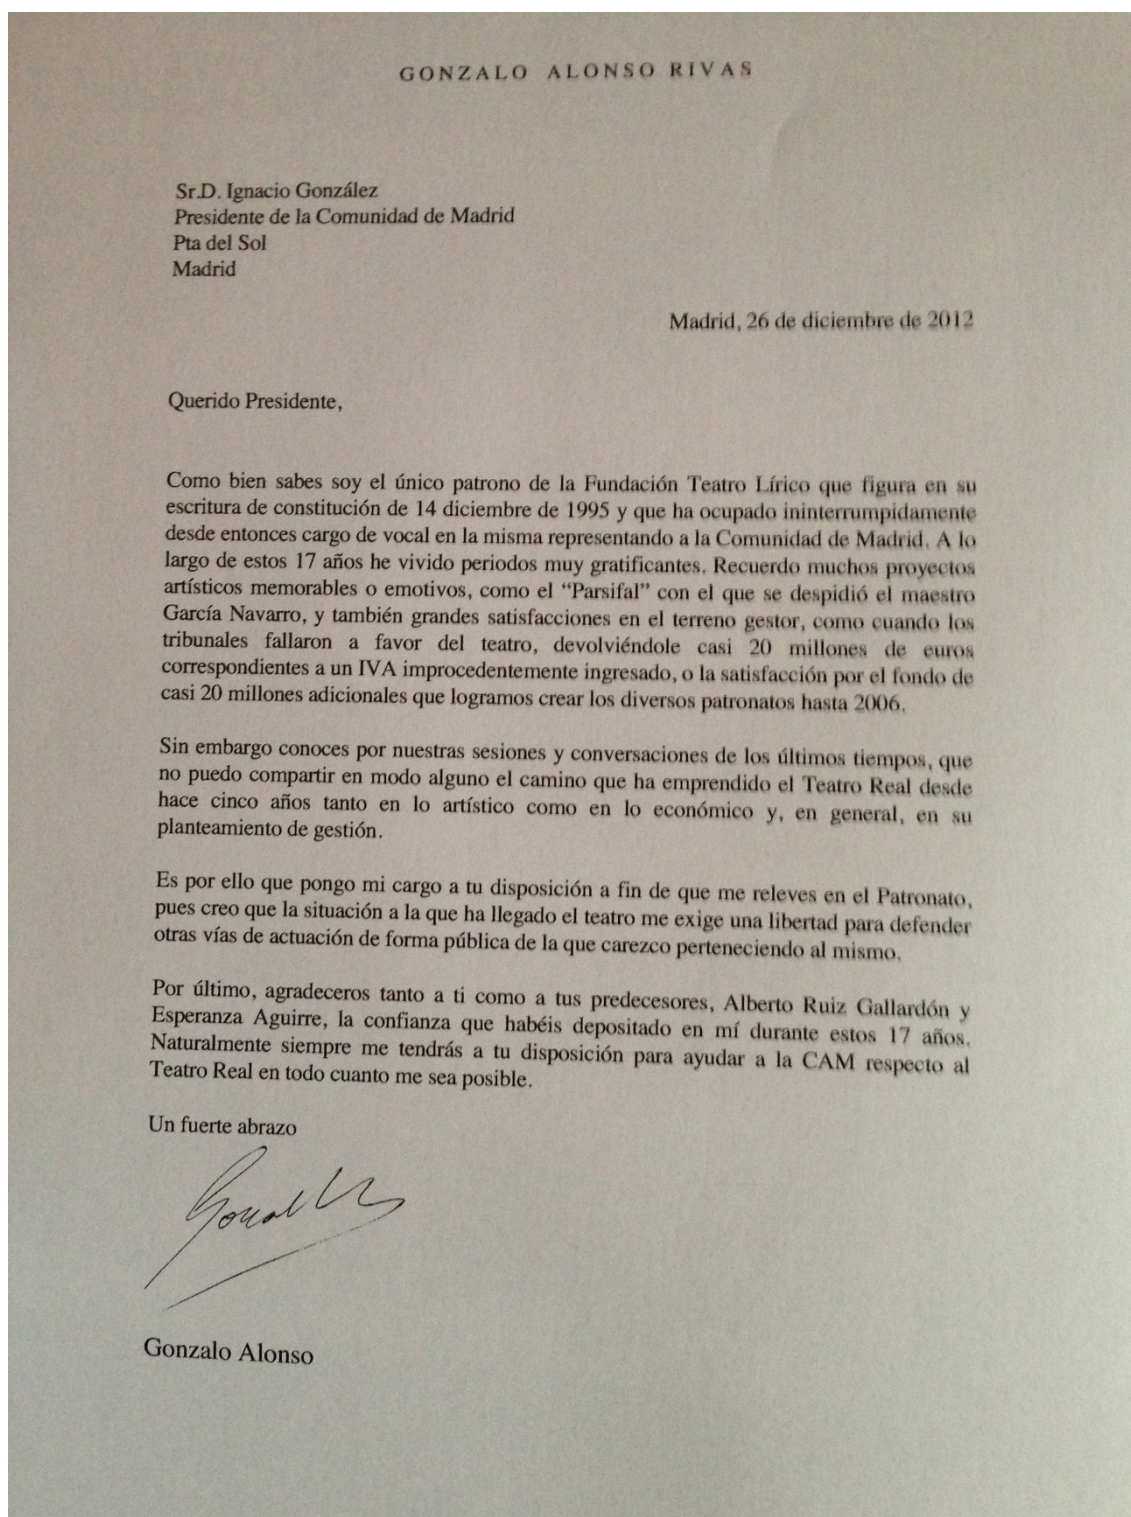 GONZALO ALONSO RIVAS
Sr.D. Ignacio González
Presidente de la Comunidad de Madrid
Pta del Sol
Madrid
Madrid, 26 de diciembre de 2012
Querido Presidente,
Como bien sabes soy el único patrono de la Fundación Teatro Lírico que figura en su
escritura de constitución de 14 diciembre de 1995 y que ha ocupado ininterrumpidamente
desde entonces cargo de vocal en la misma representando a la Comunidad de Madrid. A lo
largo de estos 17 años he vivido periodos muy gratificantes. Recuerdo muchos proyectos
artísticos memorables o emotivos, como el “Parsifal” con el que se despidió el maestro
García Navarro, y también grandes satisfacciones en el terreno gestor, como cuando los
tribunales fallaron a favor del teatro, devolviéndole casi 20 millones de euros
correspondientes a un IVA improcedentemente ingresado, o la satisfacción por el fondo de
casi 20 millones adicionales que logramos crear los diversos patronatos hasta 2006.
Sin embargo conoces por nuestras sesiones y conversaciones de los últimos tiempos, que
no puedo compartir en modo alguno el camino que ha emprendido el Teatro Real desde
hace cinco años tanto en lo artístico como en lo económico y, en general, en su
planteamiento de gestión.
Es por ello que pongo mi cargo a tu disposición a fin de que me releves en el Patronato,
pues creo que la situación a la que ha llegado el teatro me exige una libertad para defender
otras vías de actuación de forma pública de la que carezco perteneciendo al mismo.
Por último, agradeceros tanto a ti como a tus predecesores, Alberto Ruiz Gallardón y
Esperanza Aguirre, la confianza que habéis depositado en mí durante estos 17 años.
Naturalmente siempre me tendrás a tu disposición para ayudar a la CAM respecto al
Teatro Real en todo cuanto me sea posible.
Un fuerte abrazo
Gonzalo Alonso